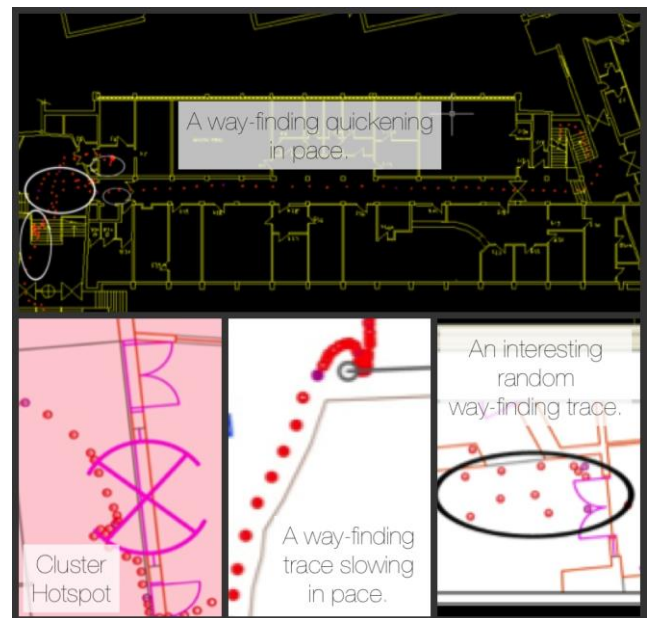 A way-finding quickening
in pace.
Cluster
Hotspot
A way-finding
trace slowing
in pace.
An interesting
random
way-finding trace.